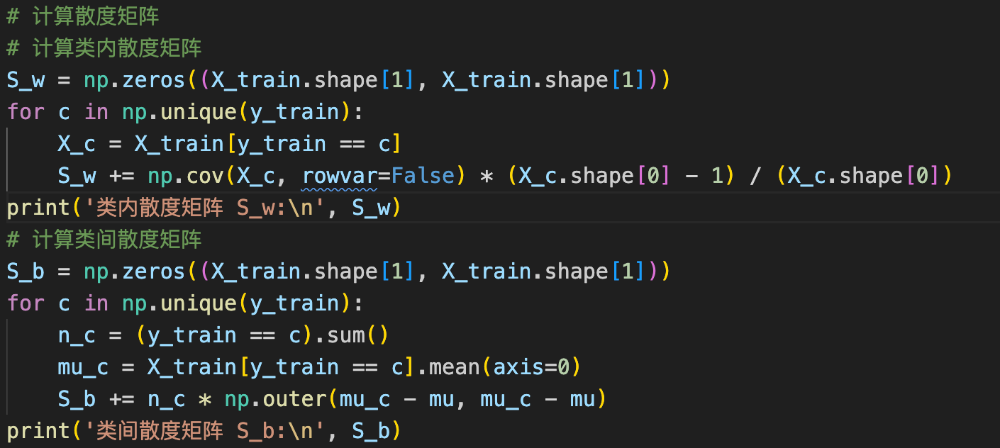 # 计算散度矩阵
# 计算类内散度矩阵
S_w = np.zeros((X_train.shape[1], X_train.shape[1]))
for c in np.unique(y_train):
    X_c = X_train[y_train == c]
    S_w += np.cov(X_c, rowvar=False) * (X_c.shape[0] - 1) / (X_c.shape[0])
print('类内散度矩阵 S_w:\n', S_w)
# 计算类间散度矩阵
S_b = np.zeros((X_train.shape[1], X_train.shape[1]))
for c in np.unique(y_train):
    n_c = (y_train == c).sum()
    mu_c = X_train[y_train == c].mean(axis=0)
    S_b += n_c * np.outer(mu_c - mu, mu_c - mu)
print('类间散度矩阵 S_b:\n', S_b)